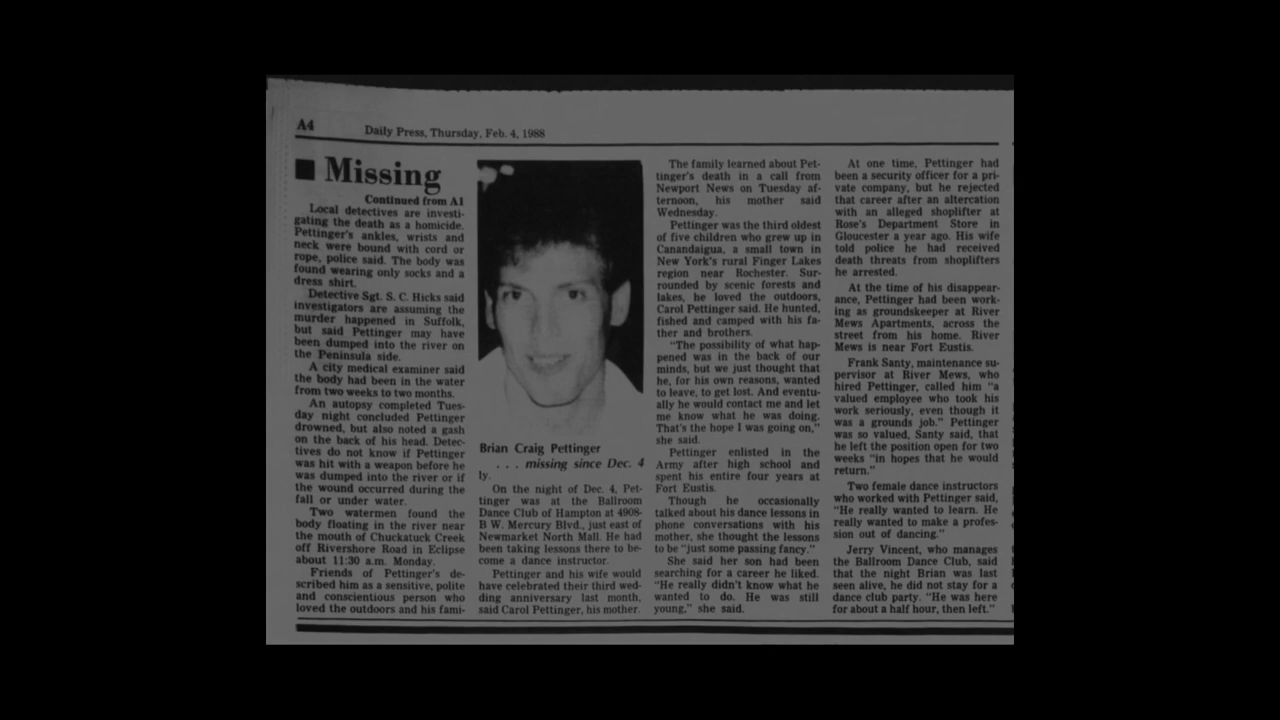 A4
Daily Press, Thursday, Feb. 4, 1988
Missing
Continued from A1
Local detectives are investi-
gating the death as a homicide.
Pettinger's ankles, wrists and
neck were bound with cord or
rope, police said. The body was
found wearing only socks and a
dress shirt.
Detective Sgt. S. C. Hicks said
investigators are assuming the
murder happened in Suffolk,
but said Pettinger may have
been dumped into the river on
the Peninsula side.
A city medical examiner said
the body had been in the water
from two weeks to two months.
An autopsy completed Tues-
day night concluded Pettinger
drowned, but also noted a gash
on the back of his head. Detec-
tives do not know if Pettinger
was hit with a weapon before he
was dumped into the river or if
the wound occurred during the
fall or under water.
Two watermen found the
body floating in the river near
the mouth of Chuckatuck Creek
off Rivershore Road in Eclipse
about 11:30 a.m. Monday.
Friends of Pettinger's de-
scribed him as a sensitive, polite
and conscientious person who
loved the outdoors and his fami-
Brian Craig Pettinger
. . . missing since Dec. 4
ly.
On the night of Dec. 4, Pet-
tinger was at the Ballroom
Dance Club of Hampton at 4908-
B W. Mercury Blvd., just east of
Newmarket North Mall. He had
been taking lessons there to be-
come a dance instructor.
Pettinger and his wife would
have celebrated their third wed-
ding anniversary last month,
said Carol Pettinger, his mother.
The family learned about Pet-
tinger's death in a call from
Newport News on Tuesday af-
ternoon, his mother said
Wednesday.
Pettinger was the third oldest
of five children who grew up in
Canandaigua, a small town in
New York's rural Finger Lakes
region near Rochester. Sur-
rounded by scenic forests and
lakes, he loved the outdoors,
Carol Pettinger said. He hunted,
fished and camped with his fa-
ther and brothers.
"The possibility of what hap-
pened was in the back of our
minds, but we just thought that
he, for his own reasons, wanted
to leave, to get lost. And eventu-
ally he would contact me and let
me know what he was doing.
That's the hope I was going on,"
she said.
Pettinger enlisted in the
Army after high school and
spent his entire four years at
Fort Eustis.
Though he occasionally
talked about his dance lessons in
phone conversations with his
mother, she thought the lessons
to be "just some passing fancy."
She said her son had been
searching for a career he liked.
"He really didn't know what he
wanted to do. He was still
young," she said.
At one time, Pettinger had
been a security officer for a pri-
vate company, but he rejected
that career after an altercation
with an alleged shoplifter at
Rose's Department Store in
Gloucester a year ago. His wife
told police he had received
death threats from shoplifters
he arrested.
At the time of his disappear-
ance, Pettinger had been work-
ing as groundskeeper at River
Mews Apartments, across the
street from his home. River
Mews is near Fort Eustis.
Frank Santy, maintenance su-
pervisor at River Mews, who
hired Pettinger, called him "a
valued employee who took his
work seriously, even though it
was a grounds job." Pettinger
was so valued, Santy said, that
he left the position open for two
weeks "in hopes that he would
return."
Two female dance instructors
who worked with Pettinger said,
"He really wanted to learn. He
really wanted to make a profes-
sion out of dancing."
Jerry Vincent, who manages
the Ballroom Dance Club, said
that the night Brian was last
seen alive, he did not stay for a
dance club party. "He was here
for about a half hour, then left."